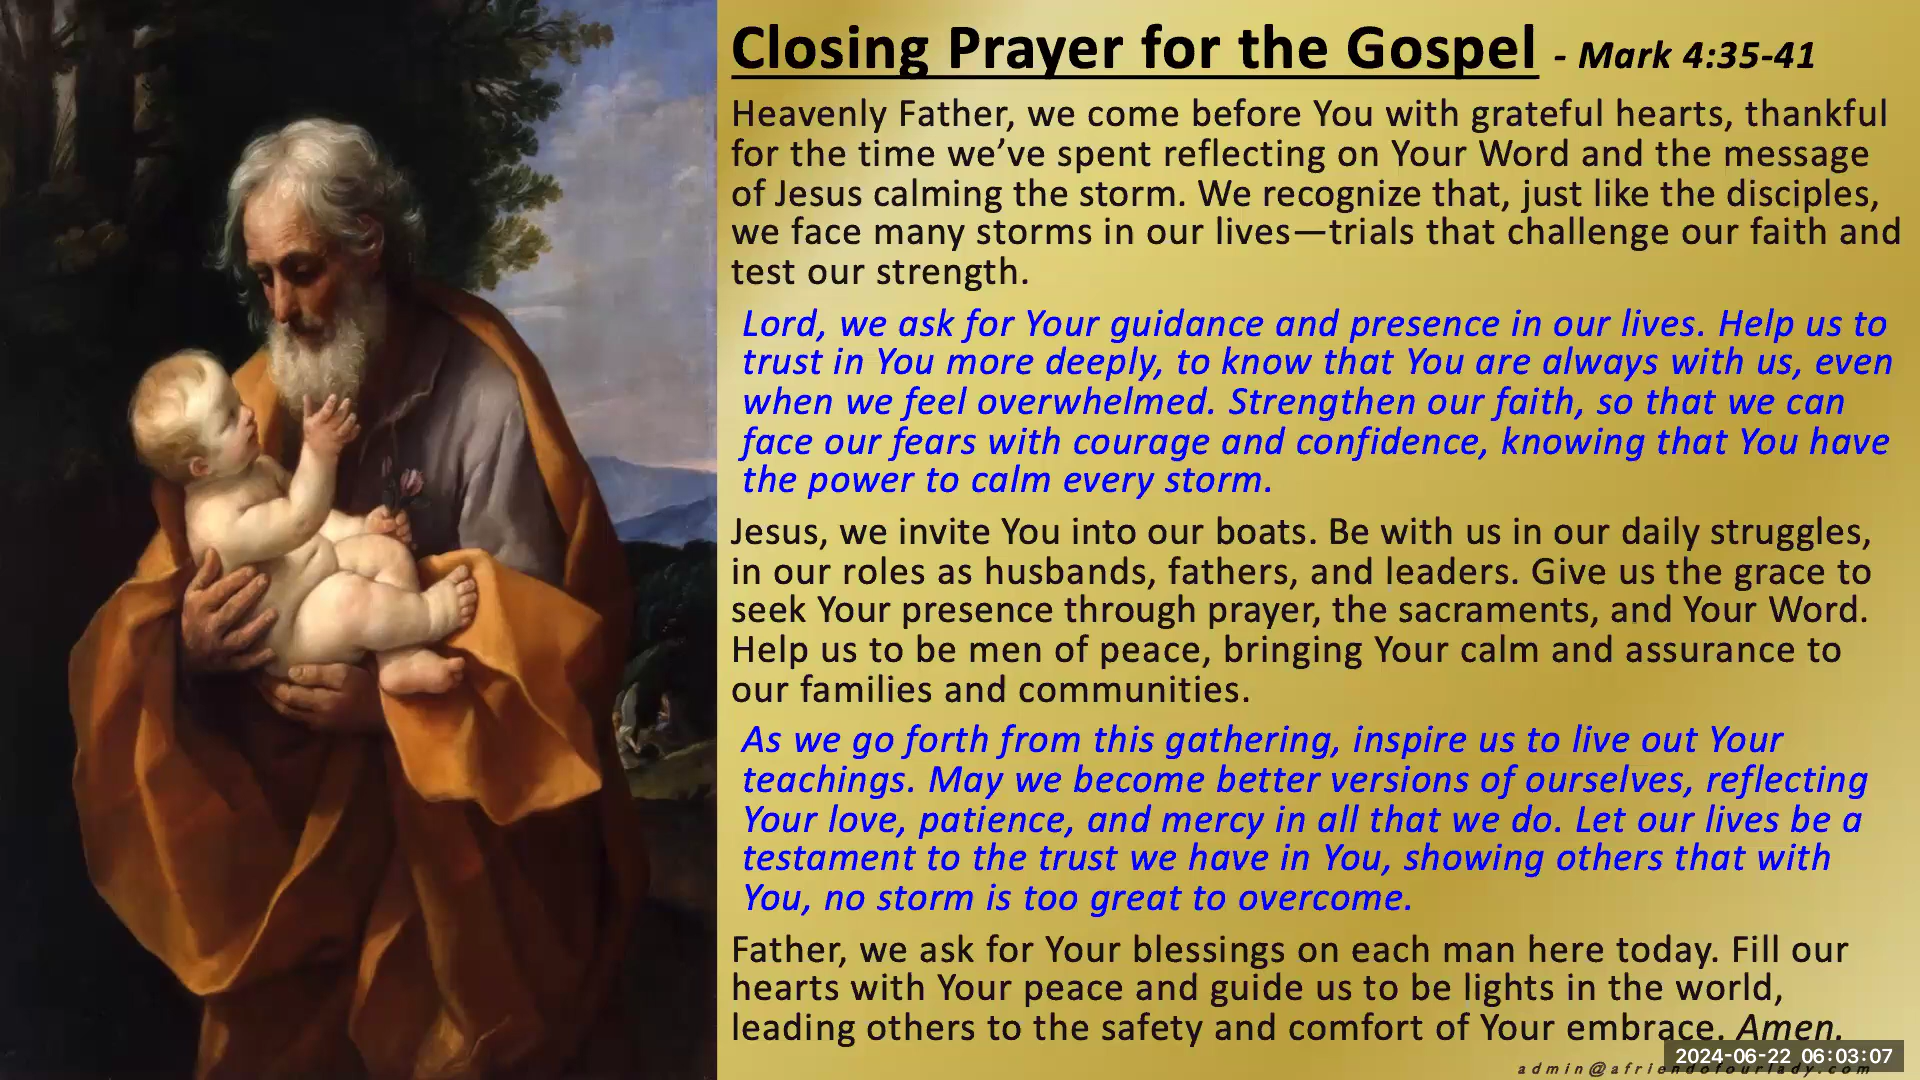 Closing Prayer for the Gospel - Mark 4:35-41
Heavenly Father, we come before You with grateful hearts, thankful
for the time we’ve spent reflecting on Your Word and the message
of Jesus calming the storm. We recognize that, just like the disciples,
we face many storms in our lives—trials that challenge our faith and
test our strength.
Lord, we ask for Your guidance and presence in our lives. Help us to
trust in You more deeply, to know that You are always with us, even
when we feel overwhelmed. Strengthen our faith, so that we can
face our fears with courage and confidence, knowing that You have
the power to calm every storm.
Jesus, we invite You into our boats. Be with us in our daily struggles,
in our roles as husbands, fathers, and leaders. Give us the grace to
seek Your presence through prayer, the sacraments, and Your Word.
Help us to be men of peace, bringing Your calm and assurance to
our families and communities.
As we go forth from this gathering, inspire us to live out Your
teachings. May we become better versions of ourselves, reflecting
Your love, patience, and mercy in all that we do. Let our lives be a
testament to the trust we have in You, showing others that with
You, no storm is too great to overcome.
Father, we ask for Your blessings on each man here today. Fill our
hearts with Your peace and guide us to be lights in the world,
leading others to the safety and comfort of Your embrace. Amen.
2024-06-22 06:03:07
admin@afriendofourlady.com